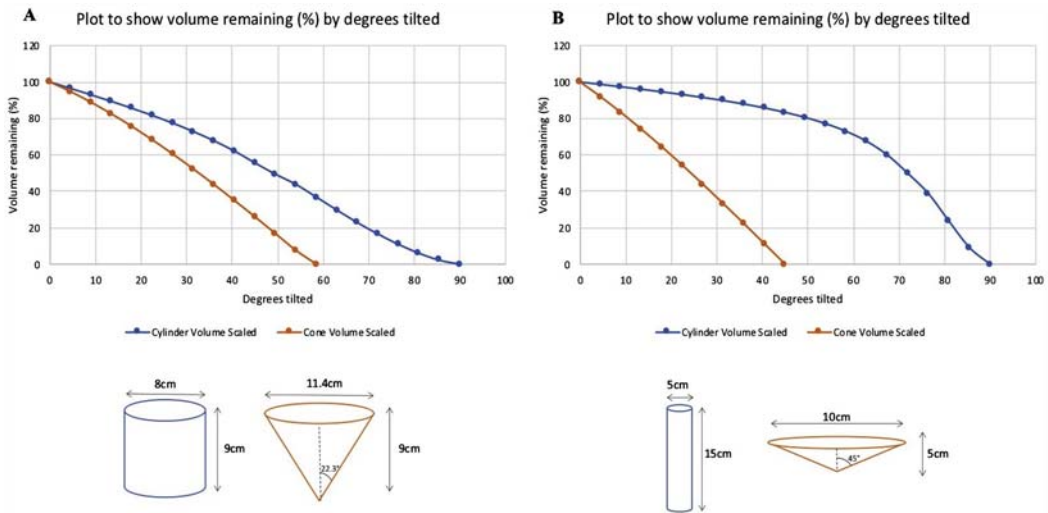 A
Plot to show volume remaining (%) by degrees tilted
120
100
80
60
40
20
0
Volume remaining (%)
0 10 20 30 40 50 60 70 80 90 100
Degrees tilted
Cylinder Volume Scaled Cone Volume Scaled
8cm
9cm
11.4cm
9cm
22.3°
B
Plot to show volume remaining (%) by degrees tilted
120
100
80
60
40
20
0
Volume remaining (%)
0 10 20 30 40 50 60 70 80 90 100
Degrees tilted
Cylinder Volume Scaled Cone Volume Scaled
5cm
15cm
10cm
5cm
45°